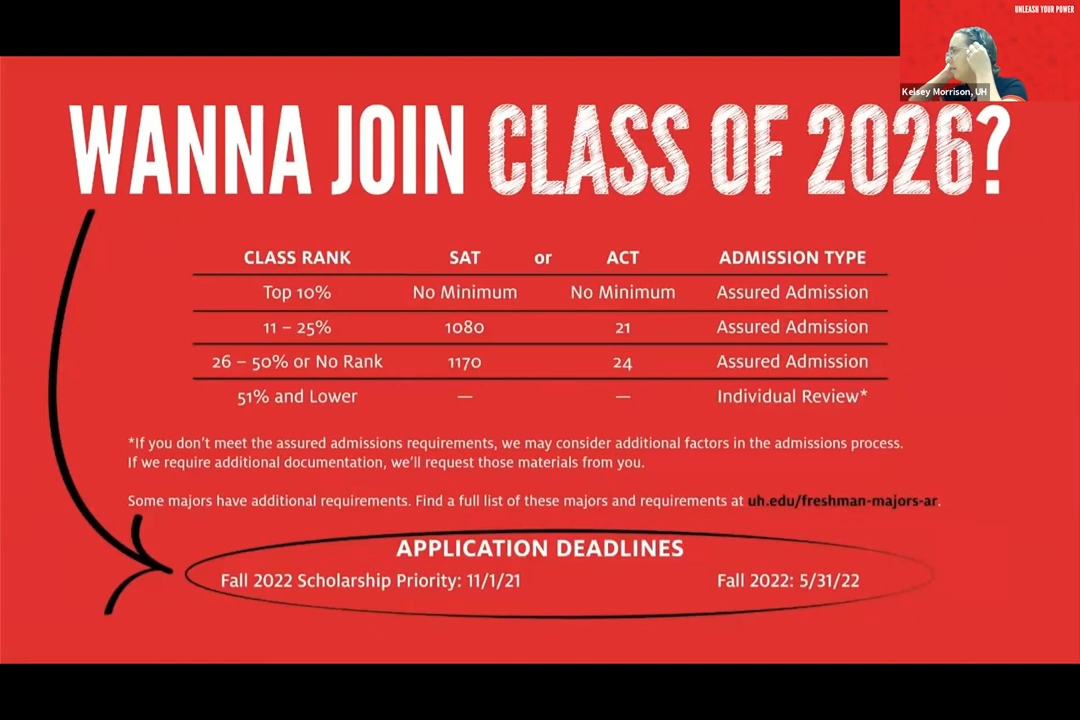 UNLEASH YOUR POWER
Kelsey Morrison, UH
WANNA JOIN CLASS OF 2026?
CLASS RANK SAT or ACT ADMISSION TYPE
Top 10% No Minimum No Minimum Assured Admission
11 – 25% 1080 21 Assured Admission
26 – 50% or No Rank 1170 24 Assured Admission
51% and Lower — — Individual Review*
*If you don't meet the assured admissions requirements, we may consider additional factors in the admissions process.
If we require additional documentation, we'll request those materials from you.
Some majors have additional requirements. Find a full list of these majors and requirements at uh.edu/freshman-majors-ar.
APPLICATION DEADLINES
Fall 2022 Scholarship Priority: 11/1/21 Fall 2022: 5/31/22